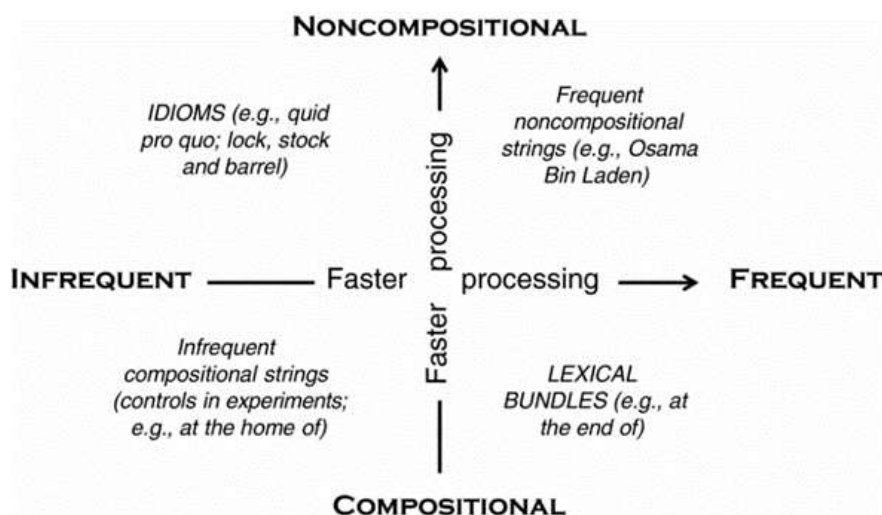 NONCOMPOSITIONAL
IDIOMS (e.g., quid
pro quo; lock, stock
and barrel)
Frequent
noncompositional
strings (e.g., Osama
Bin Laden)
Faster processing
INFREQUENT
Faster processing
FREQUENT
Infrequent
compositional strings
(controls in experiments;
e.g., at the home of)
LEXICAL
BUNDLES (e.g., at
the end of)
COMPOSITIONAL